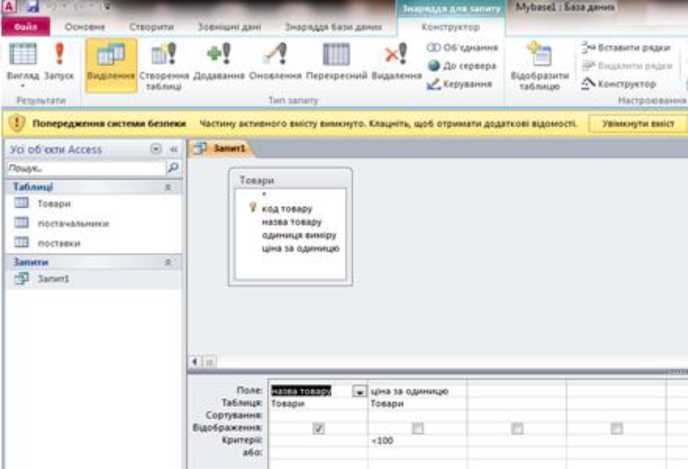 Знаряддя для запиту
Mybase1 : База даних
Файл Основне Створити Зовнішні дані Знаряддя бази даних Конструктор
Вигляд Запуск Виділення Створення таблиці Додавання Оновлення Перехресний Видалення
Об'єднання
До сервера
Керування
Відобразити таблицю
Вставити рядки
Видалити рядки
Конструктор
Результати Тип запиту Настроювання
Попередження системи безпеки Частину активного вмісту вимкнуто. Клацніть, щоб отримати додаткові відомості. Увімкнути вміст
Усі об'єкти Access
Пошук..
Таблиці
Товари
постачальники
поставки
Запити
Запит1
Запит1
Товари
*
код товару
назва товару
одиниця виміру
ціна за одиницю
Поле: назва товару ціна за одиницю
Таблиця: Товари Товари
Сортування:
Відображення:
Критерії: <100
або: